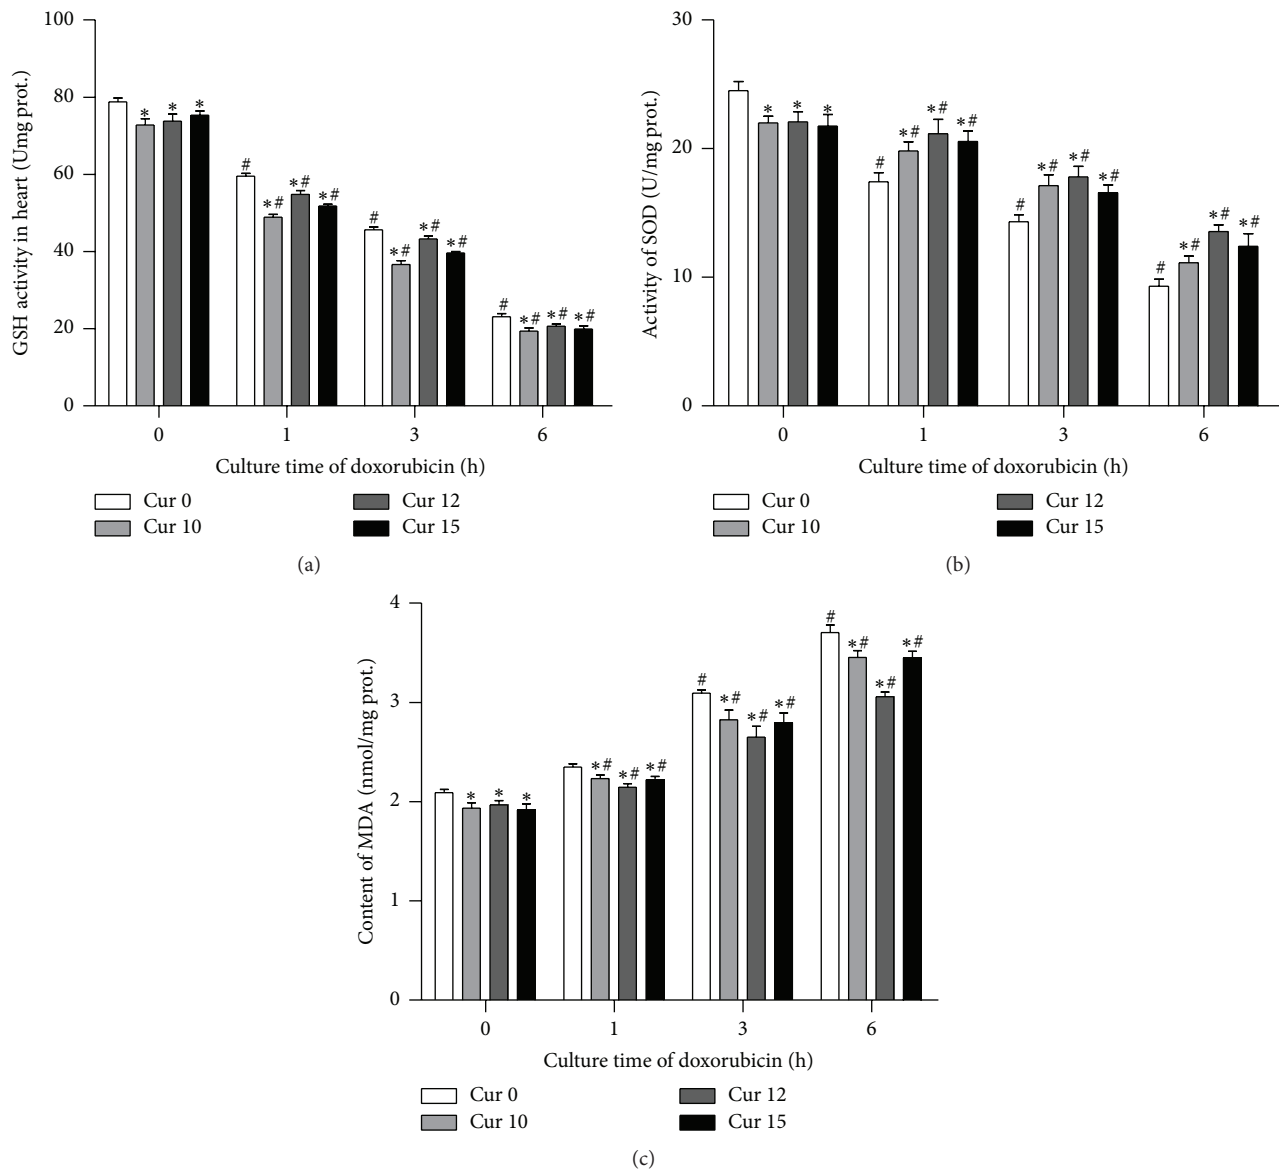 100
80
60
40
20
0
GSH activity in heart (Umg prot.)
* * *
# *# *# *#
# *# *# *#
# *# *# *#
0 1 3 6
Culture time of doxorubicin (h)
Cur 0 Cur 12
Cur 10 Cur 15
(a)
30
20
10
0
Activity of SOD (U/mg prot.)
* * *
# *# *# *#
# *# *# *#
# *# *# *#
0 1 3 6
Culture time of doxorubicin (h)
Cur 0 Cur 12
Cur 10 Cur 15
(b)
4
3
2
1
0
Content of MDA (nmol/mg prot.)
* * *
*# *# *#
# *# *# *#
# *# *# *#
0 1 3 6
Culture time of doxorubicin (h)
Cur 0 Cur 12
Cur 10 Cur 15
(c)